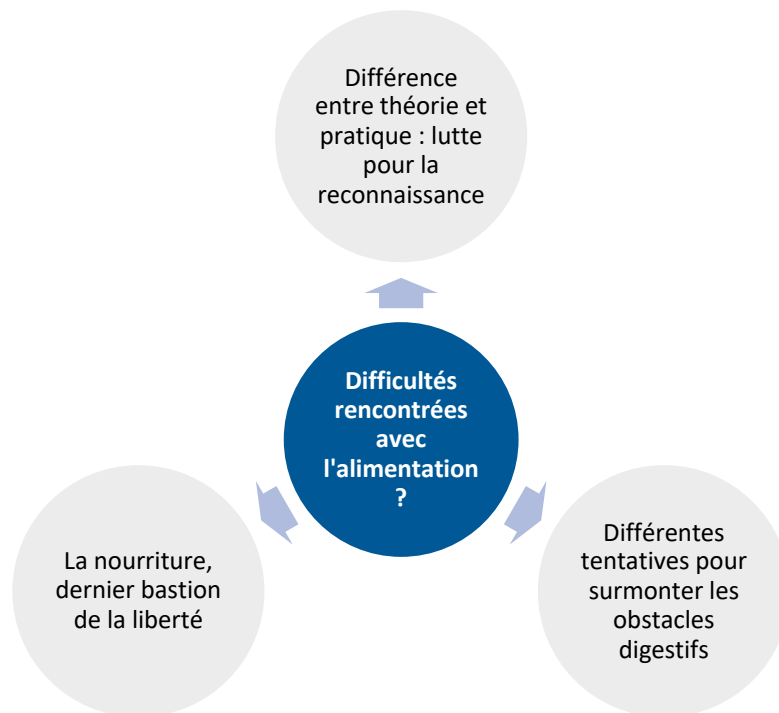 Différence
entre théorie et
pratique : lutte
pour la
reconnaissance
Difficultés
rencontrées
avec
l'alimentation
?
La nourriture,
dernier bastion
de la liberté
Différentes
tentatives pour
surmonter les
obstacles
digestifs